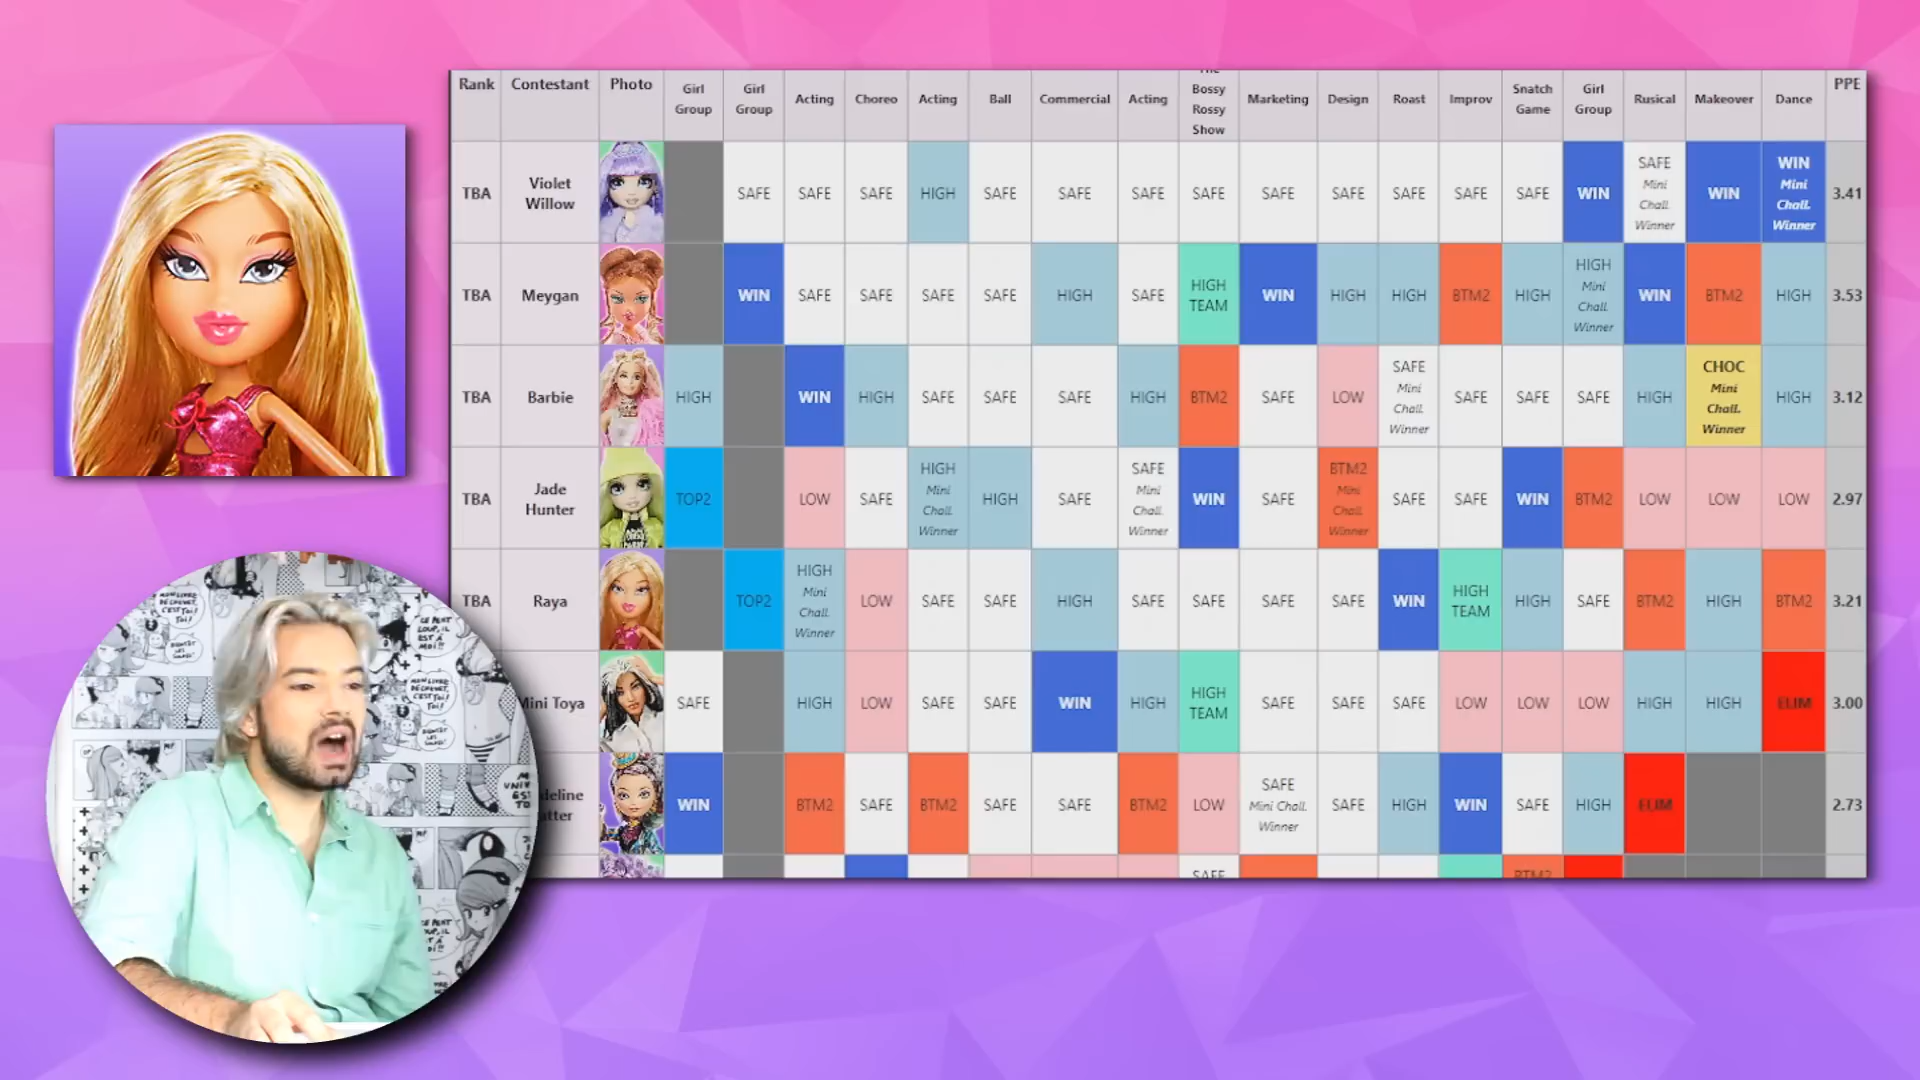 Rank Contestant Photo Girl Group Girl Group Acting Choreo Acting Ball Commercial Acting The Bossy Rossy Show Marketing Design Roast Improv Snatch Game Girl Group Rusical Makeover Dance PPE
TBA Violet Willow SAFE SAFE SAFE HIGH SAFE SAFE SAFE SAFE SAFE SAFE SAFE SAFE SAFE WIN SAFE Mini Chall. Winner WIN WIN Mini Chall. Winner 3.41
TBA Meygan WIN SAFE SAFE SAFE SAFE HIGH SAFE HIGH TEAM WIN HIGH HIGH BTM2 HIGH HIGH Mini Chall. Winner WIN BTM2 HIGH 3.53
TBA Barbie HIGH WIN HIGH SAFE SAFE SAFE HIGH BTM2 SAFE LOW SAFE Mini Chall. Winner SAFE SAFE SAFE HIGH CHOC Mini Chall. Winner HIGH 3.12
TBA Jade Hunter TOP2 LOW SAFE HIGH Mini Chall. Winner HIGH SAFE SAFE Mini Chall. Winner WIN SAFE BTM2 Mini Chall. Winner SAFE SAFE WIN BTM2 LOW LOW LOW 2.97
TBA Raya TOP2 HIGH Mini Chall. Winner LOW SAFE SAFE HIGH SAFE SAFE SAFE SAFE WIN HIGH TEAM HIGH SAFE BTM2 HIGH BTM2 3.21
Mini Toya SAFE HIGH LOW SAFE SAFE WIN HIGH HIGH TEAM SAFE SAFE SAFE LOW LOW LOW HIGH HIGH ELIM 3.00
WIN BTM2 SAFE BTM2 SAFE SAFE BTM2 LOW SAFE Mini Chall. Winner SAFE HIGH WIN SAFE HIGH ELIM 2.73
SAFE BTM2